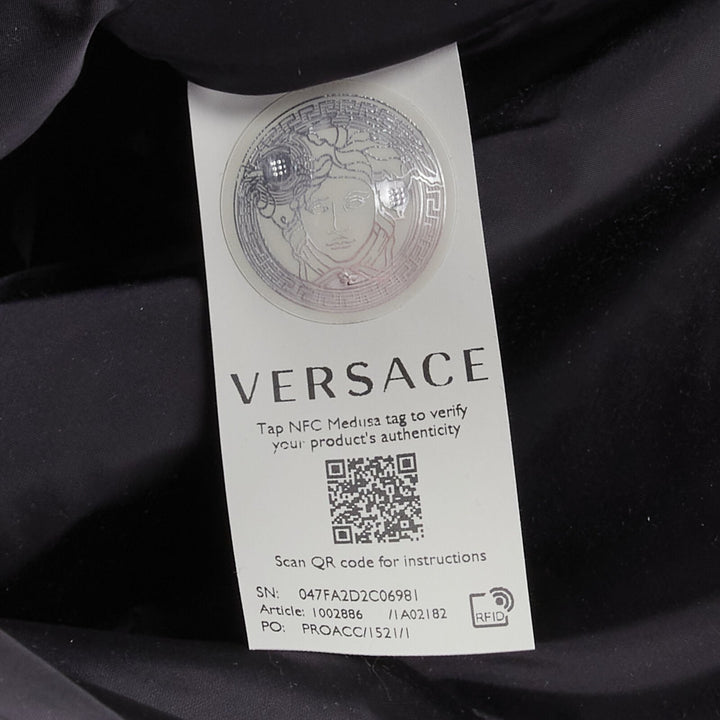 VERSACE
Tap NFC Medusa tag to verify
your product's authenticity
Scan QR code for instructions
SN: 047FA2D2C06981
Article: 1002886 /1A02182
PO: PROACC/1521/1
RFID